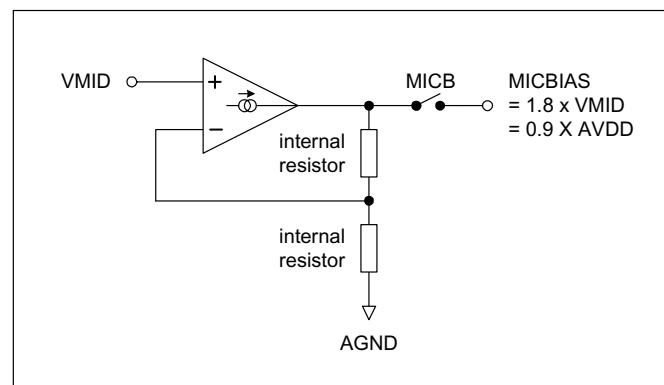 VMID
+
−
MICB
MICBIAS
= 1.8 x VMID
= 0.9 X AVDD
internal
resistor
internal
resistor
AGND